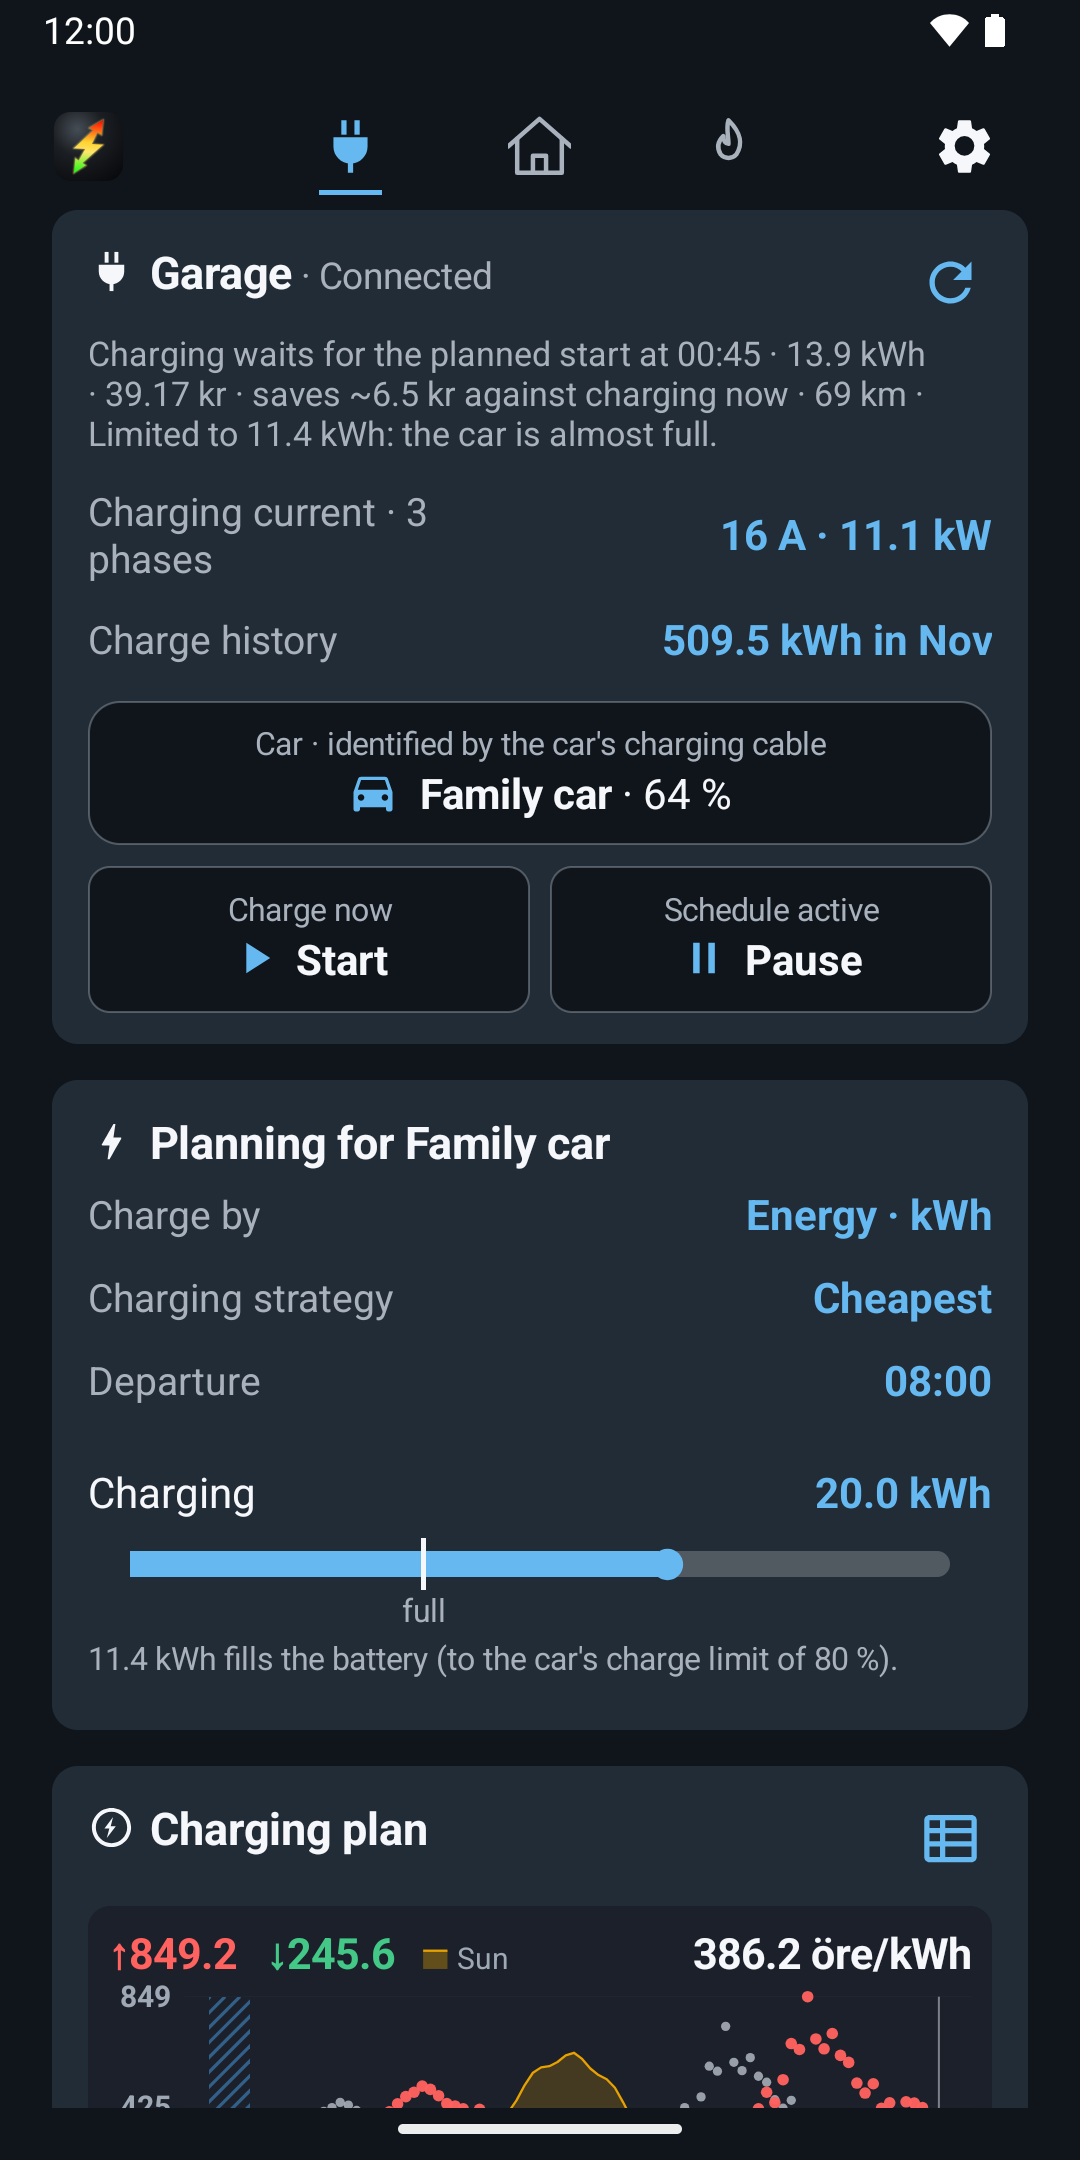 12:00
Garage · Connected
Charging waits for the planned start at 00:45 · 13.9 kWh
· 39.17 kr · saves ~6.5 kr against charging now · 69 km ·
Limited to 11.4 kWh: the car is almost full.
Charging current · 3
phases
16 A · 11.1 kW
Charge history
509.5 kWh in Nov
Car · identified by the car's charging cable
Family car · 64 %
Charge now
Start
Schedule active
Pause
Planning for Family car
Charge by
Energy · kWh
Charging strategy
Cheapest
Departure
08:00
Charging
20.0 kWh
full
11.4 kWh fills the battery (to the car's charge limit of 80 %).
Charging plan
↑849.2 ↓245.6 Sun 386.2 öre/kWh
849
425